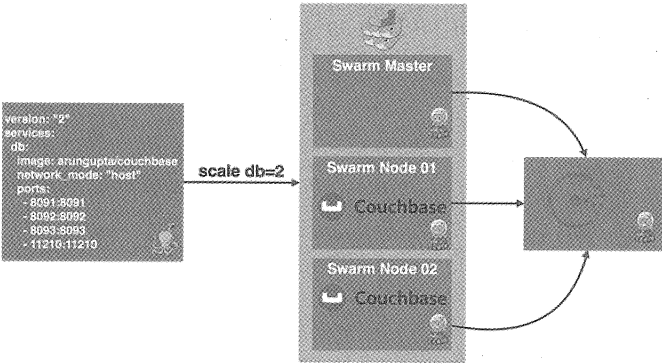 version: "2"
services:
db:
image: arungupta/couchbase
network_mode: "host"
ports:
- 8091:8091
- 8092:8092
- 8093:8093
- 11210:11210
scale db=2
Swarm Master
Swarm Node 01
Couchbase
Swarm Node 02
Couchbase